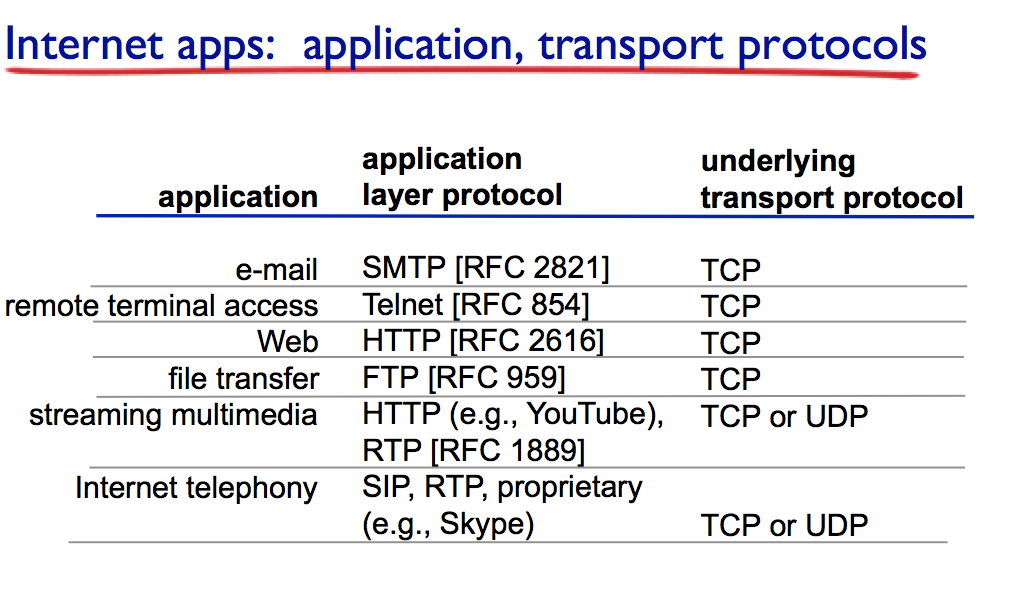 Internet apps: application, transport protocols
application application layer protocol underlying transport protocol
e-mail SMTP [RFC 2821] TCP
remote terminal access Telnet [RFC 854] TCP
Web HTTP [RFC 2616] TCP
file transfer FTP [RFC 959] TCP
streaming multimedia HTTP (e.g., YouTube), TCP or UDP
RTP [RFC 1889]
Internet telephony SIP, RTP, proprietary
(e.g., Skype) TCP or UDP